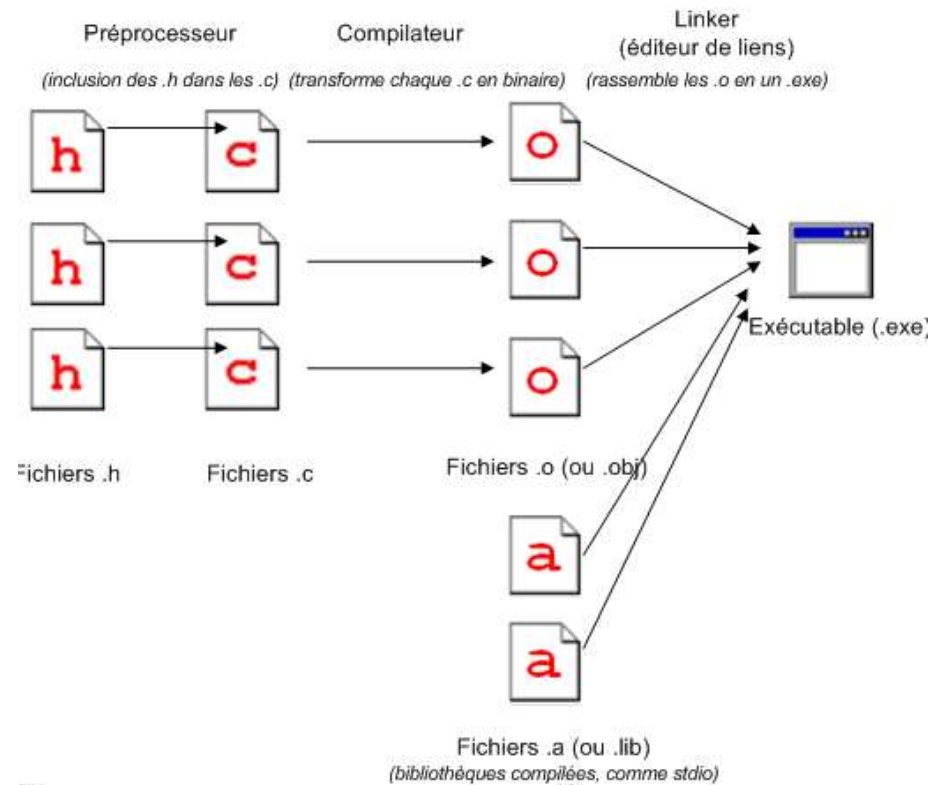 Préprocesseur
Compilateur
Linker
(éditeur de liens)
(inclusion des .h dans les .c)
(transforme chaque .c en binaire)
(rassemble les .o en un .exe)
h
c
o
h
c
o
Exécutable (.exe)
h
c
o
Fichiers .h
Fichiers .c
Fichiers .o (ou .obj)
a
a
Fichiers .a (ou .lib)
(bibliothèques compilées, comme stdio)